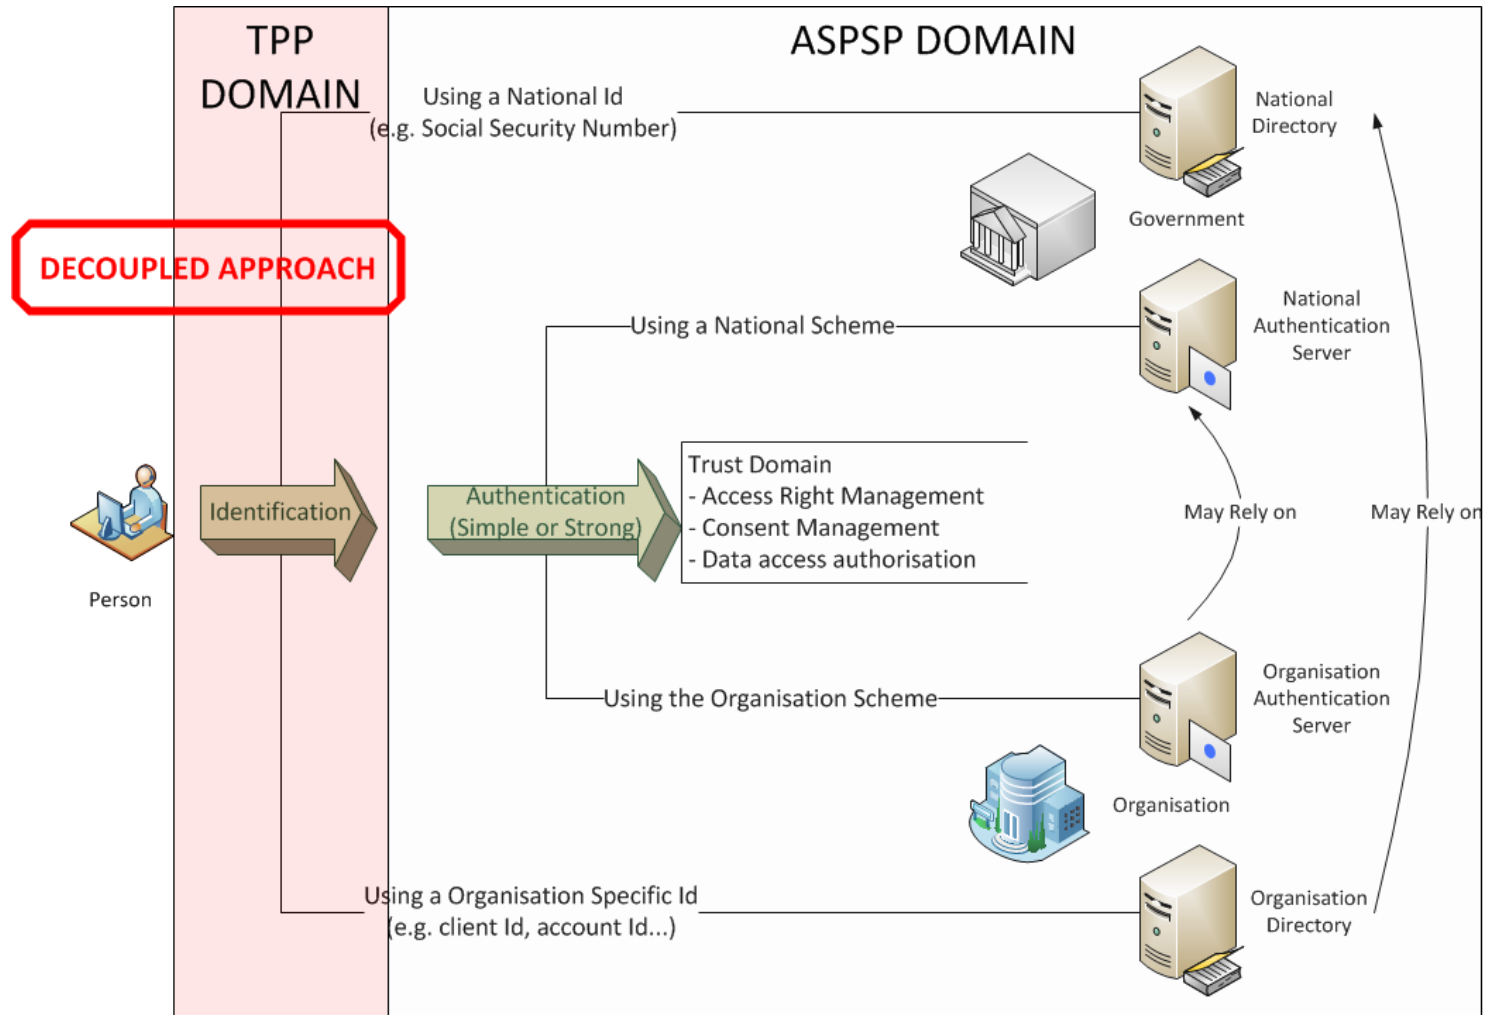 TPP
DOMAIN
ASPSP DOMAIN
Using a National Id
(e.g. Social Security Number)
National
Directory
Government
DECOUPLED APPROACH
National
Authentication
Server
Using a National Scheme
Trust Domain
- Access Right Management
- Consent Management
- Data access authorisation
Identification
Authentication
(Simple or Strong)
May Rely on
May Rely on
Person
Organisation
Authentication
Server
Using the Organisation Scheme
Organisation
Using a Organisation Specific Id
(e.g. client Id, account Id...)
Organisation
Directory